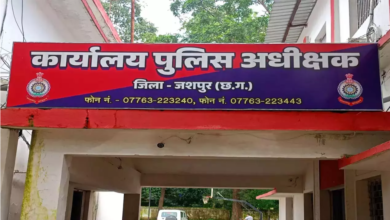 कार्यालय पुलिस अधीक्षक
जिला - जशपुर (छ.ग.)
फोन नं. - 07763-223240, फोन नं. 07763-223443